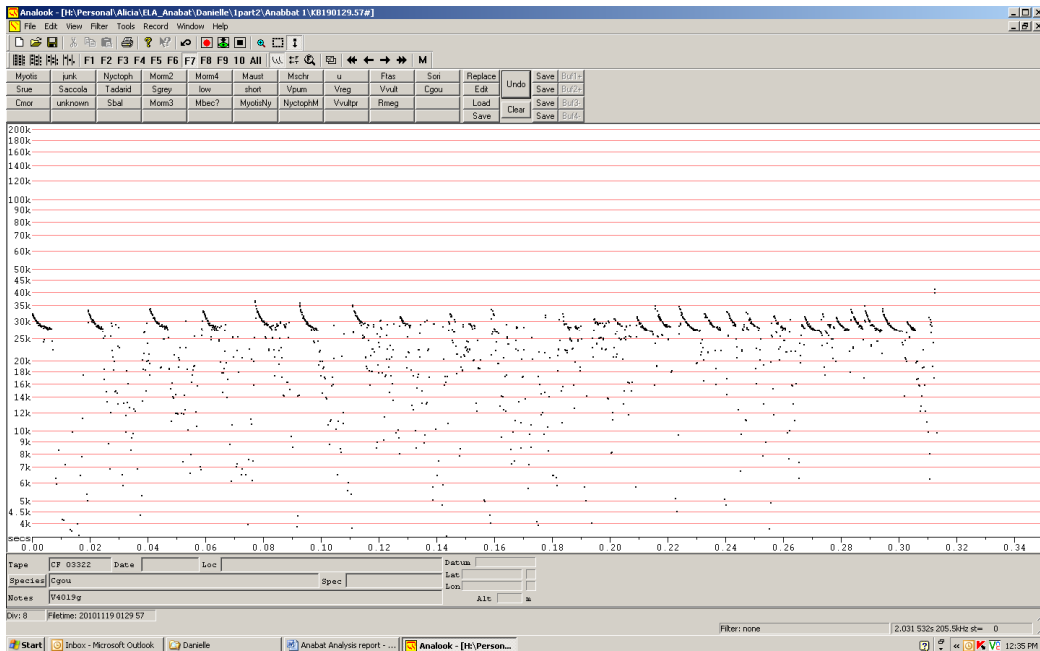 Analook - [H:\Personal\Alicia\ELA_Anabat\Danielle\1part2\Anabbat 1\KB190129.57#]
File Edit View Filter Tools Record Window Help
F1 F2 F3 F4 F5 F6 F7 F8 F9 10 All M
Myotis junk Nyctoph Morm2 Morm4 Maust Mschr u Ftas Sori Replace Undo Save Buf1+
Srue Saccola Tadarid Sgrey low short Vpum Vreg Vvult Cgou Edit Save Buf2+
Cmor unknown Sbal Morm3 Mbec? MyotisNy NyctophM Vvultpr Rmeg Load Clear Save Buf3-
Save Save Buf4-
200k
180k
160k
140k
120k
100k
90k
80k
70k
60k
50k
45k
40k
35k
30k
25k
20k
18k
16k
14k
12k
10k
9k
8k
7k
6k
5k
4.5k
4k
secs
0.00 0.02 0.04 0.06 0.08 0.10 0.12 0.14 0.16 0.18 0.20 0.22 0.24 0.26 0.28 0.30 0.32 0.34
Tape CF 03322 Date Loc Datum
Species Cgou Spec Lat
Lon
Notes V4019g Alt m
Div: 8 Filetime: 20101119 0129 57
Filter: none 2.031 532s 205.5kHz st= 0
Start Inbox - Microsoft Outlook Danielle Anabat Analysis report - ... Analook - [H:\Person... 12:35 PM